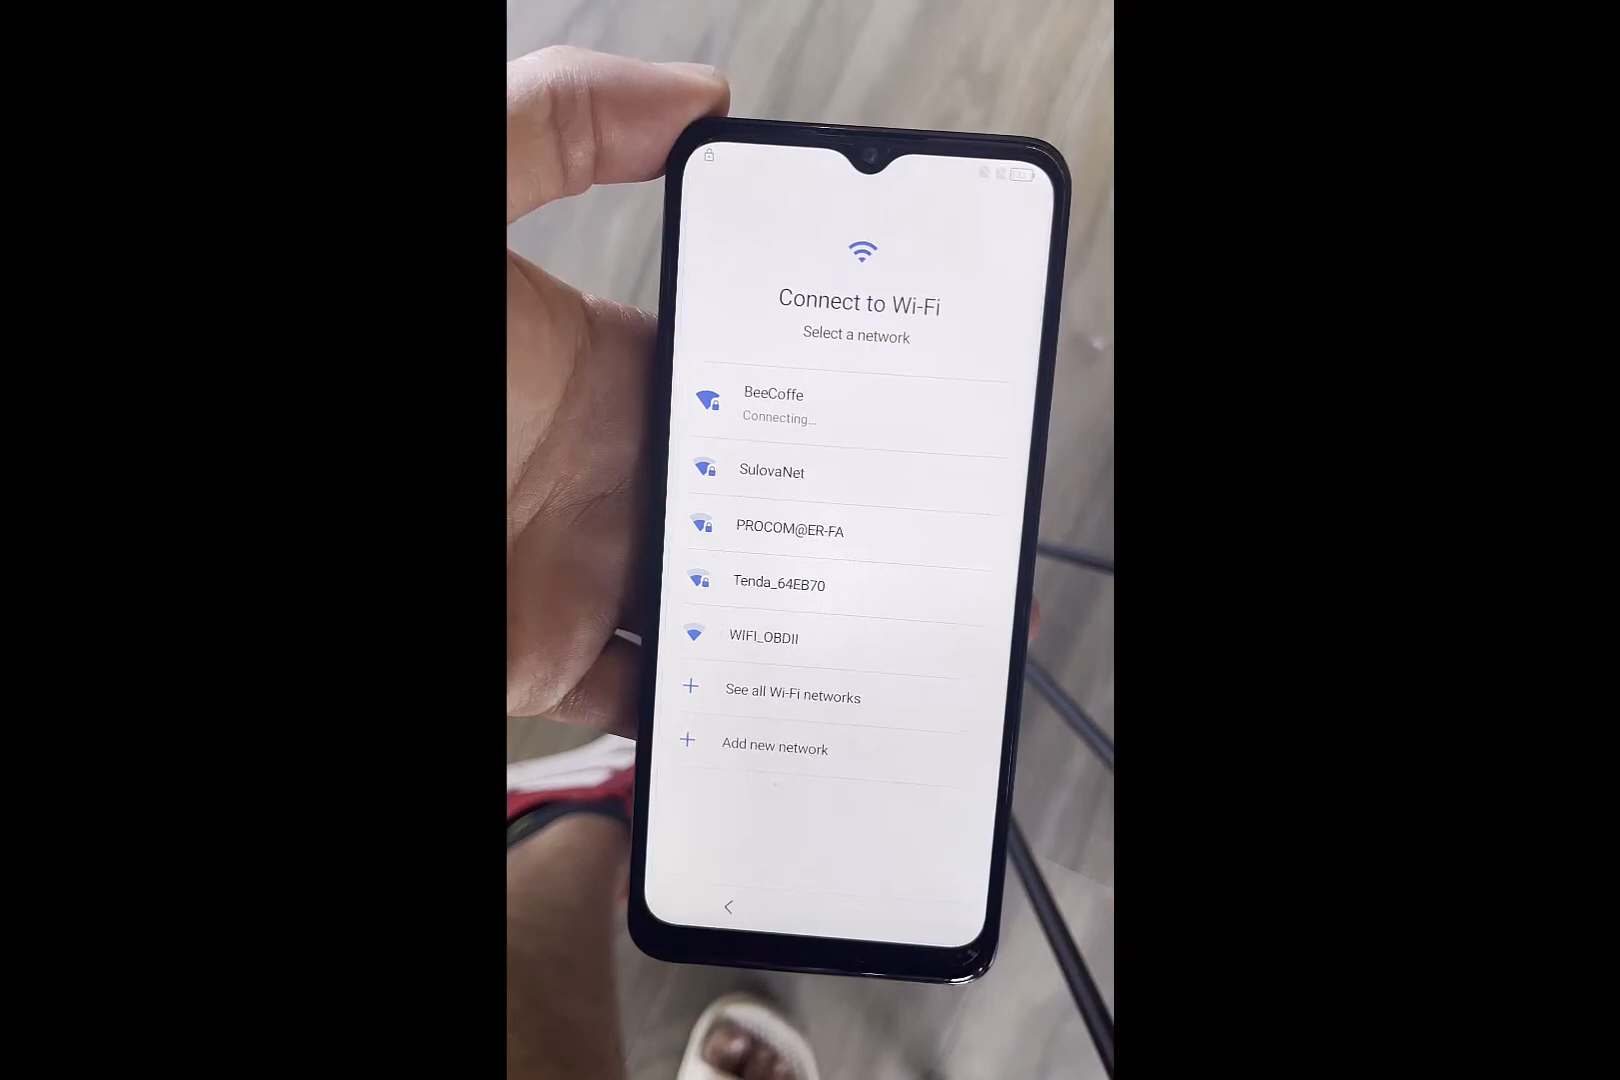 Connect to Wi-Fi
Select a network
BeeCoffe
Connecting...
SulovaNet
PROCOM@ER-FA
Tenda_64EB70
WIFI_OBDII
See all Wi-Fi networks
Add new network